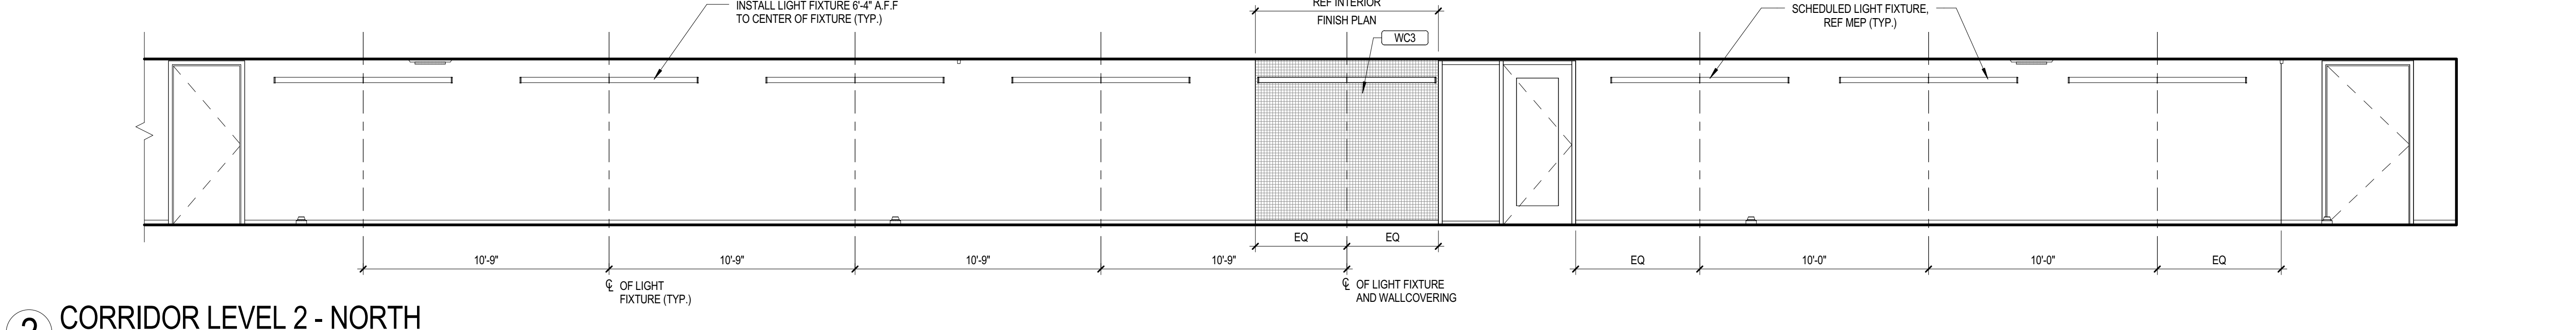 INSTALL LIGHT FIXTURE 6'-4" A.F.F
TO CENTER OF FIXTURE (TYP.)
REF INTERIOR
FINISH PLAN
WC3
SCHEDULED LIGHT FIXTURE,
REF MEP (TYP.)
EQ
EQ
10'-9"
10'-9"
10'-9"
10'-9"
EQ
10'-0"
10'-0"
EQ
℄ OF LIGHT
FIXTURE (TYP.)
℄ OF LIGHT FIXTURE
AND WALLCOVERING
2 CORRIDOR LEVEL 2 - NORTH